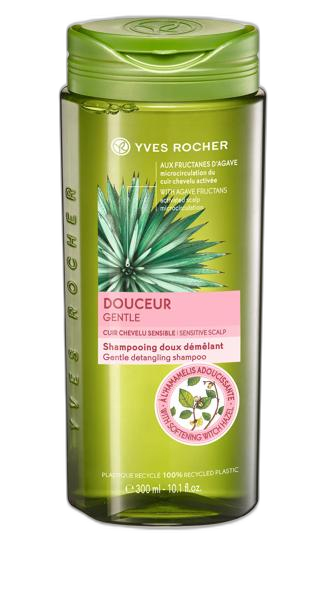 YVES ROCHER
AUX FRUCTANES D'AGAVE
microcirculation du
cuir chevelu activée
WITH AGAVE FRUCTANS
activated scalp
microcirculation
DOUCEUR
GENTLE
CUIR CHEVELU SENSIBLE | SENSITIVE SCALP
Shampooing doux démêlant
Gentle detangling shampoo
• À L'HAMAMÉLIS ADOUCISSANTE •
WITH SOFTENING WITCH HAZEL
PLASTIQUE RECYCLÉ 100% RECYCLED PLASTIC
℮ 300 ml - 10.1 fl.oz.
YVES ROCHER